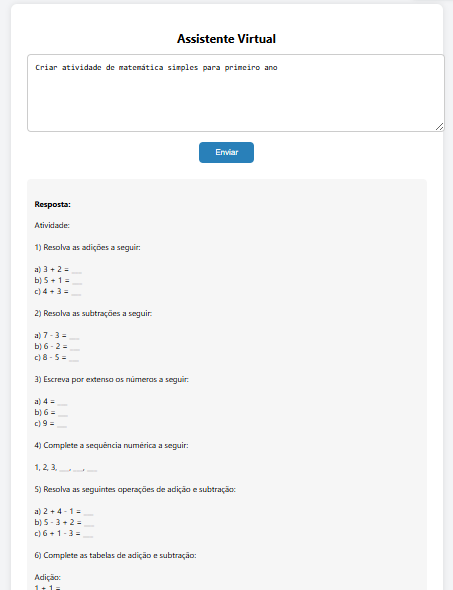 Assistente Virtual
Criar atividade de matemática simples para primeiro ano
Enviar
Resposta:
Atividade:
1) Resolva as adições a seguir:
a) 3 + 2 = ___
b) 5 + 1 = ___
c) 4 + 3 = ___
2) Resolva as subtrações a seguir:
a) 7 - 3 = ___
b) 6 - 2 = ___
c) 8 - 5 = ___
3) Escreva por extenso os números a seguir:
a) 4 = ___
b) 6 = ___
c) 9 = ___
4) Complete a sequência numérica a seguir:
1, 2, 3, ___, ___, ___
5) Resolva as seguintes operações de adição e subtração:
a) 2 + 4 - 1 = ___
b) 5 - 3 + 2 = ___
c) 6 + 1 - 3 = ___
6) Complete as tabelas de adição e subtração:
Adição:
1 + 1 =